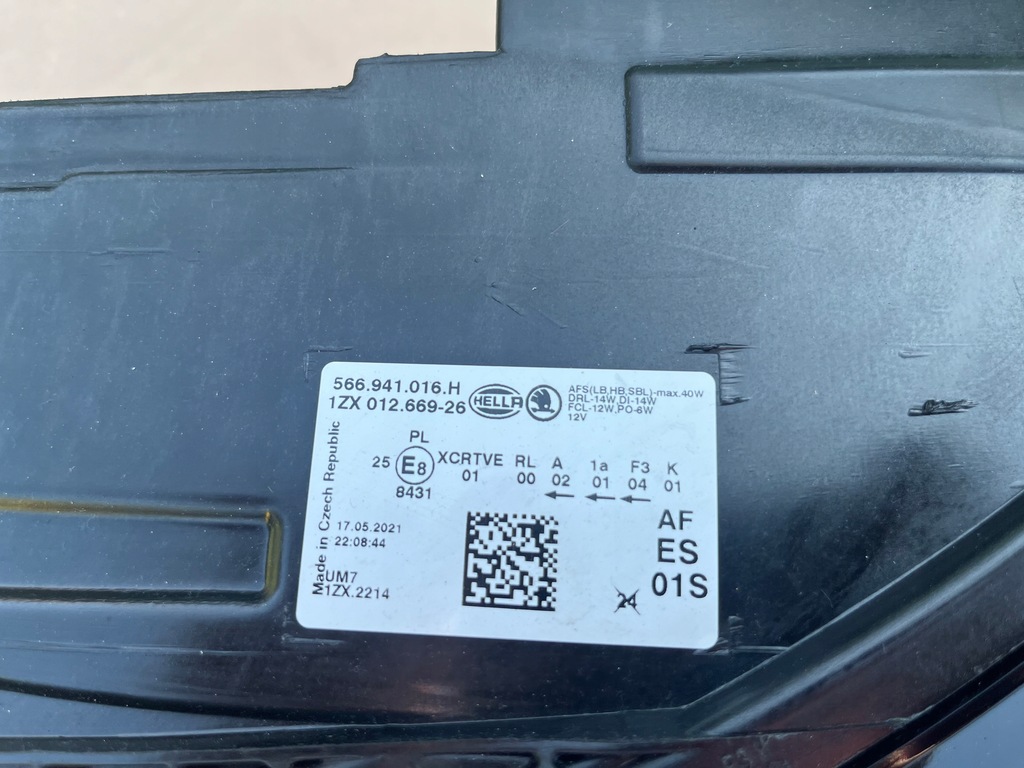 566.941.016.H
1ZX 012.669-26
HELLA
AFS(LB,HB,SBL)-max.40W
DRL-14W,DI-14W
FCL-12W,PO-6W
12V
PL
25 E8 XCRTVE RL A 1a F3 K
8431 01 00 02 01 04 01
← ← ←
Made in Czech Republic
17.05.2021
22:08:44
UM7
1ZX.2214
AF
ES
01S
24